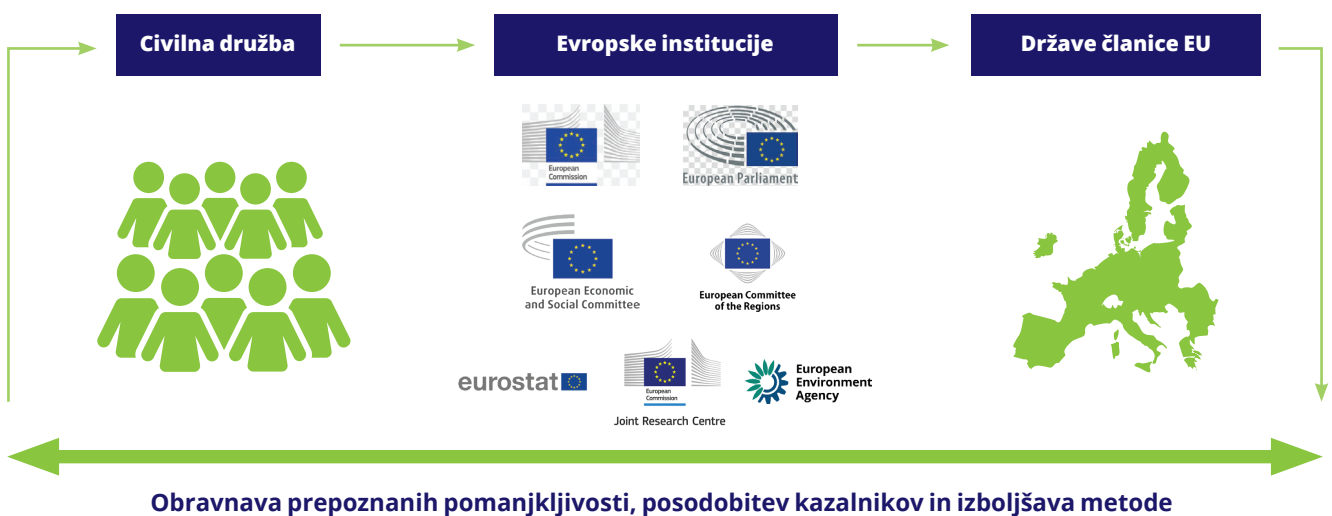 Civilna družba
Evropske institucije
Države članice EU
European
Commission
European Parliament
European Economic
and Social Committee
European Committee
of the Regions
eurostat
European
Commission
Joint Research Centre
European
Environment
Agency
Obravnava prepoznanih pomanjkljivosti, posodobitev kazalnikov in izboljšava metode